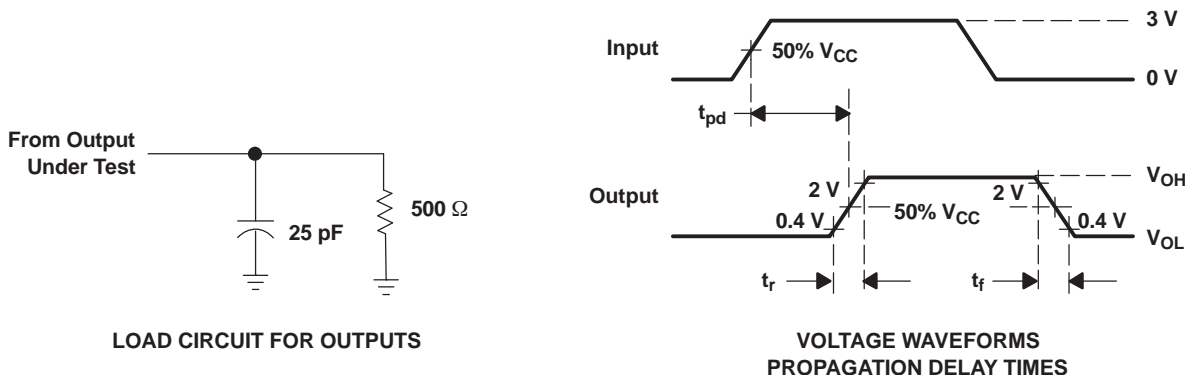 From Output
Under Test
25 pF
500 Ω
LOAD CIRCUIT FOR OUTPUTS
Input
50% VCC
3 V
0 V
tpd
Output
2 V
0.4 V
50% VCC
2 V
0.4 V
VOH
VOL
tr
tf
VOLTAGE WAVEFORMS
PROPAGATION DELAY TIMES